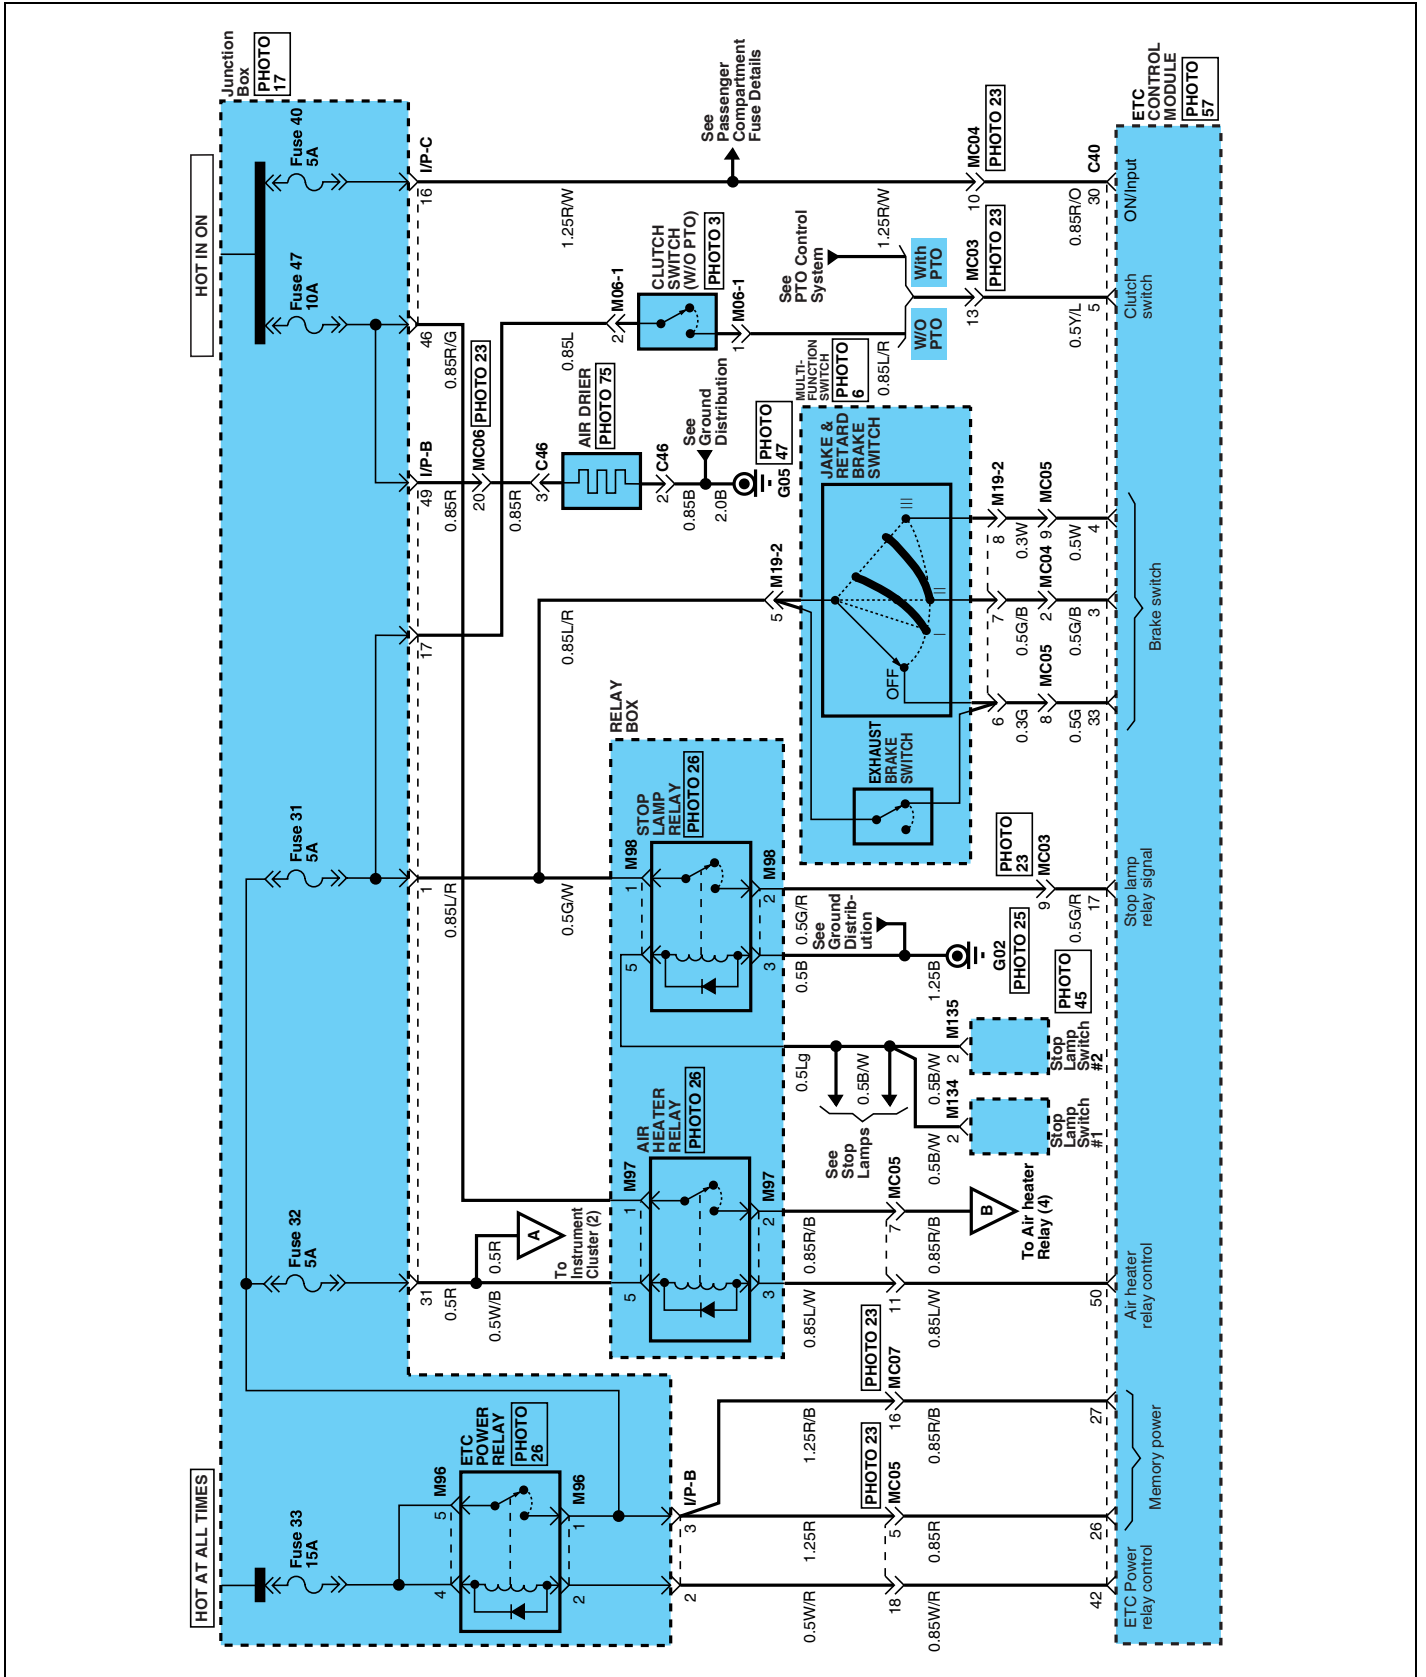 HOT AT ALL TIMES
HOT IN ON
Junction
Box
PHOTO
17
Fuse 33
15A
Fuse 32
5A
Fuse 31
5A
Fuse 47
10A
Fuse 40
5A
ETC
POWER
RELAY
PHOTO
26
M96
5
4
M96
1
2
I/P-B
3
2
31
1
17
49
I/P-B
46
16
I/P-C
0.5R
0.5W/B
0.5R
A
To
Instrument
Cluster (2)
0.85L/R
0.5G/W
0.85L/R
0.85R
20
MC06
PHOTO 23
0.85R
0.85R/G
0.85L
1.25R/W
RELAY
BOX
AIR
HEATER
RELAY
PHOTO 26
M97
1
5
M97
2
3
STOP
LAMP
RELAY
PHOTO 26
M98
1
5
M98
2
3
C46
3
AIR DRIER
PHOTO 75
C46
2
0.85B
2.0B
See
Ground
Distribution
G05
PHOTO
47
M06-1
2
CLUTCH
SWITCH
(W/O PTO)
PHOTO 3
M06-1
1
0.85L/R
See
PTO Control
System
1.25R/W
W/O
PTO
With
PTO
See
Passenger
Compartment
Fuse Details
M19-2
5
MULTI-
FUNCTION
SWITCH
PHOTO
6
JAKE &
RETARD
BRAKE
SWITCH
OFF
I
II
III
EXHAUST
BRAKE
SWITCH
M19-2
6
7
8
0.3G
0.5G/B
0.3W
8
MC05
2
MC04
9
MC05
0.5G
0.5G/B
0.5W
0.5W/R
1.25R
1.25R/B
PHOTO 23
18
5
MC05
PHOTO 23
16
MC07
0.85W/R
0.85R
0.85R/B
0.85L/W
0.85R/B
11
7
MC05
0.85L/W
0.85R/B
B
To Air heater
Relay (4)
0.5Lg
0.5B/W
See
Stop
Lamps
0.5B/W
0.5B/W
2
M134
2
M135
Stop
Lamp
Switch
#1
Stop
Lamp
Switch
#2
PHOTO
45
0.5B
1.25B
See
Ground
Distrib-
ution
G02
PHOTO 25
0.5G/R
9
MC03
PHOTO
23
0.5G/R
13
MC03
PHOTO 23
0.5Y/L
10
MC04
PHOTO 23
0.85R/O
C40
42
26
27
50
17
33
3
4
5
30
ETC Power
relay control
Memory power
Air heater
relay control
Stop lamp
relay signal
Brake switch
Clutch
switch
ON/Input
ETC
CONTROL
MODULE
PHOTO
57